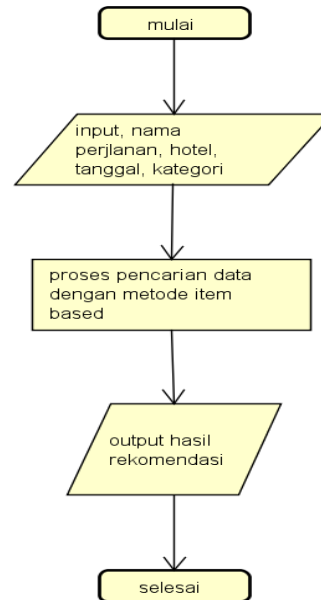 mulai
input, nama
perjlanan, hotel,
tanggal, kategori
proses pencarian data
dengan metode item
based
output hasil
rekomendasi
selesai